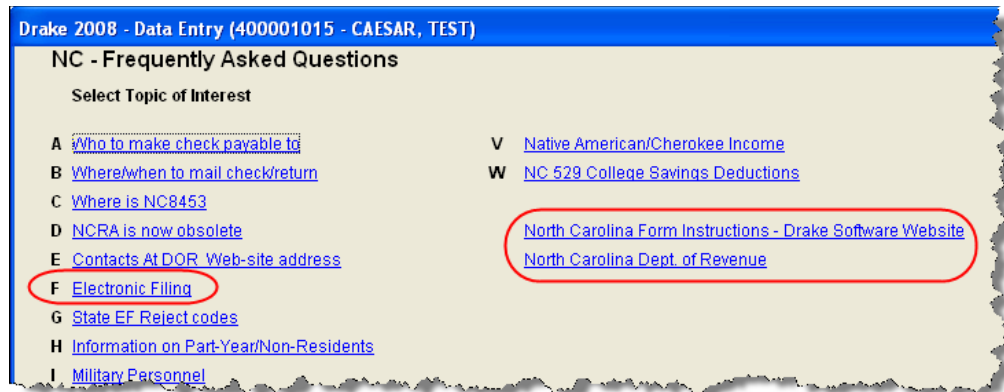 Drake 2008 - Data Entry (400001015 - CAESAR, TEST)
NC - Frequently Asked Questions
Select Topic of Interest
A Who to make check payable to
B Where/when to mail check/return
C Where is NC8453
D NCRA is now obsolete
E Contacts At DOR Web-site address
F Electronic Filing
G State EF Reject codes
H Information on Part-Year/Non-Residents
I Military Personnel
V Native American/Cherokee Income
W NC 529 College Savings Deductions
North Carolina Form Instructions - Drake Software Website
North Carolina Dept. of Revenue